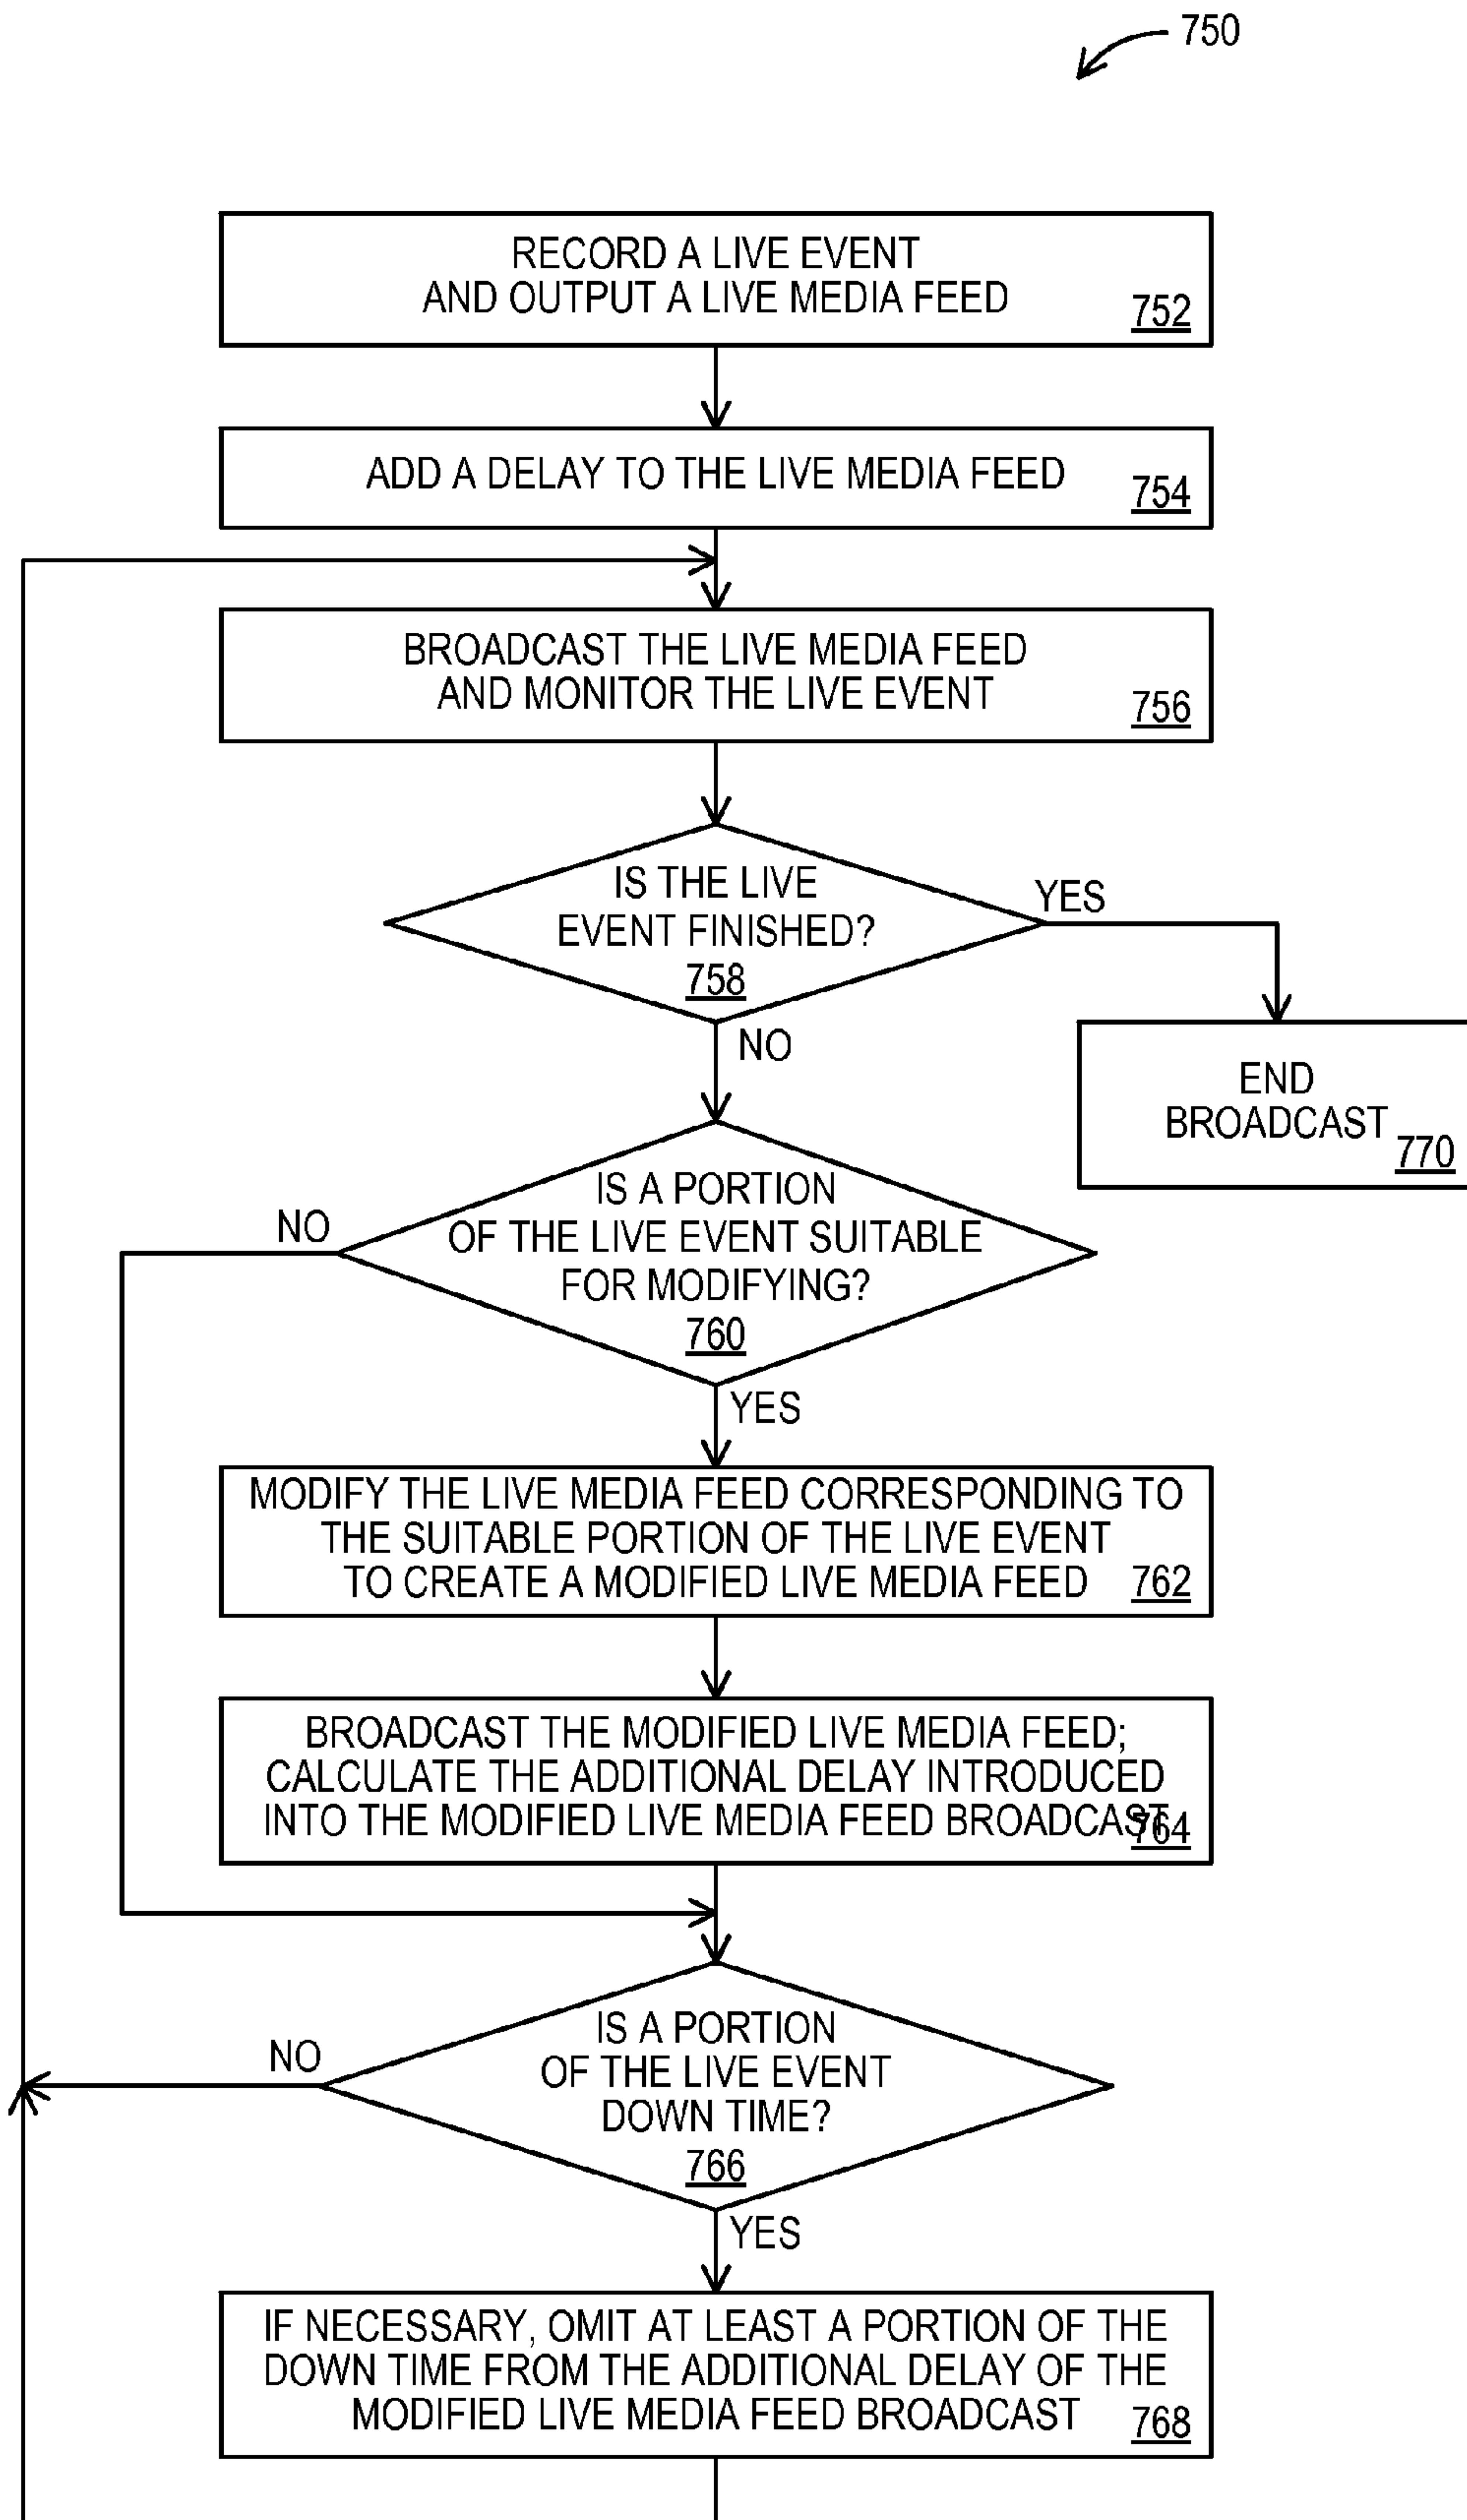 750
RECORD A LIVE EVENT
AND OUTPUT A LIVE MEDIA FEED
752
ADD A DELAY TO THE LIVE MEDIA FEED
754
BROADCAST THE LIVE MEDIA FEED
AND MONITOR THE LIVE EVENT
756
IS THE LIVE
EVENT FINISHED?
758
YES
NO
END
BROADCAST
770
IS A PORTION
OF THE LIVE EVENT SUITABLE
FOR MODIFYING?
760
NO
YES
MODIFY THE LIVE MEDIA FEED CORRESPONDING TO
THE SUITABLE PORTION OF THE LIVE EVENT
TO CREATE A MODIFIED LIVE MEDIA FEED
762
BROADCAST THE MODIFIED LIVE MEDIA FEED;
CALCULATE THE ADDITIONAL DELAY INTRODUCED
INTO THE MODIFIED LIVE MEDIA FEED BROADCAST
764
IS A PORTION
OF THE LIVE EVENT
DOWN TIME?
766
NO
YES
IF NECESSARY, OMIT AT LEAST A PORTION OF THE
DOWN TIME FROM THE ADDITIONAL DELAY OF THE
MODIFIED LIVE MEDIA FEED BROADCAST
768